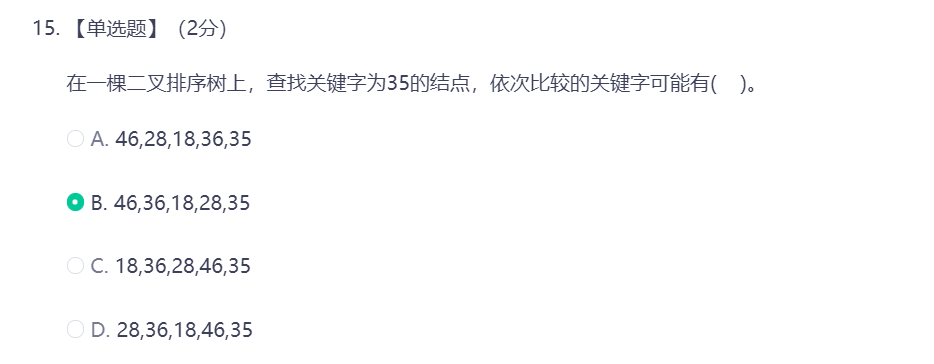 15. 【单选题】（2分）
在一棵二叉排序树上，查找关键字为35的结点，依次比较的关键字可能有(    )。
A. 46,28,18,36,35
B. 46,36,18,28,35
C. 18,36,28,46,35
D. 28,36,18,46,35